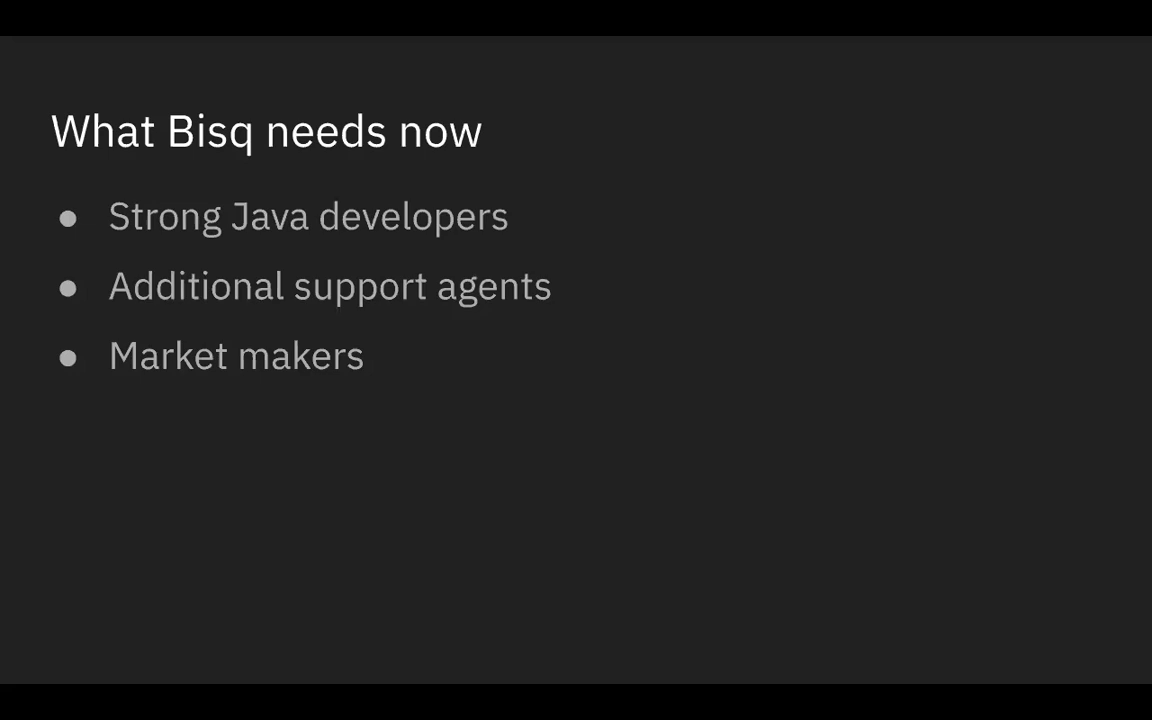 What Bisq needs now
● Strong Java developers
● Additional support agents
● Market makers